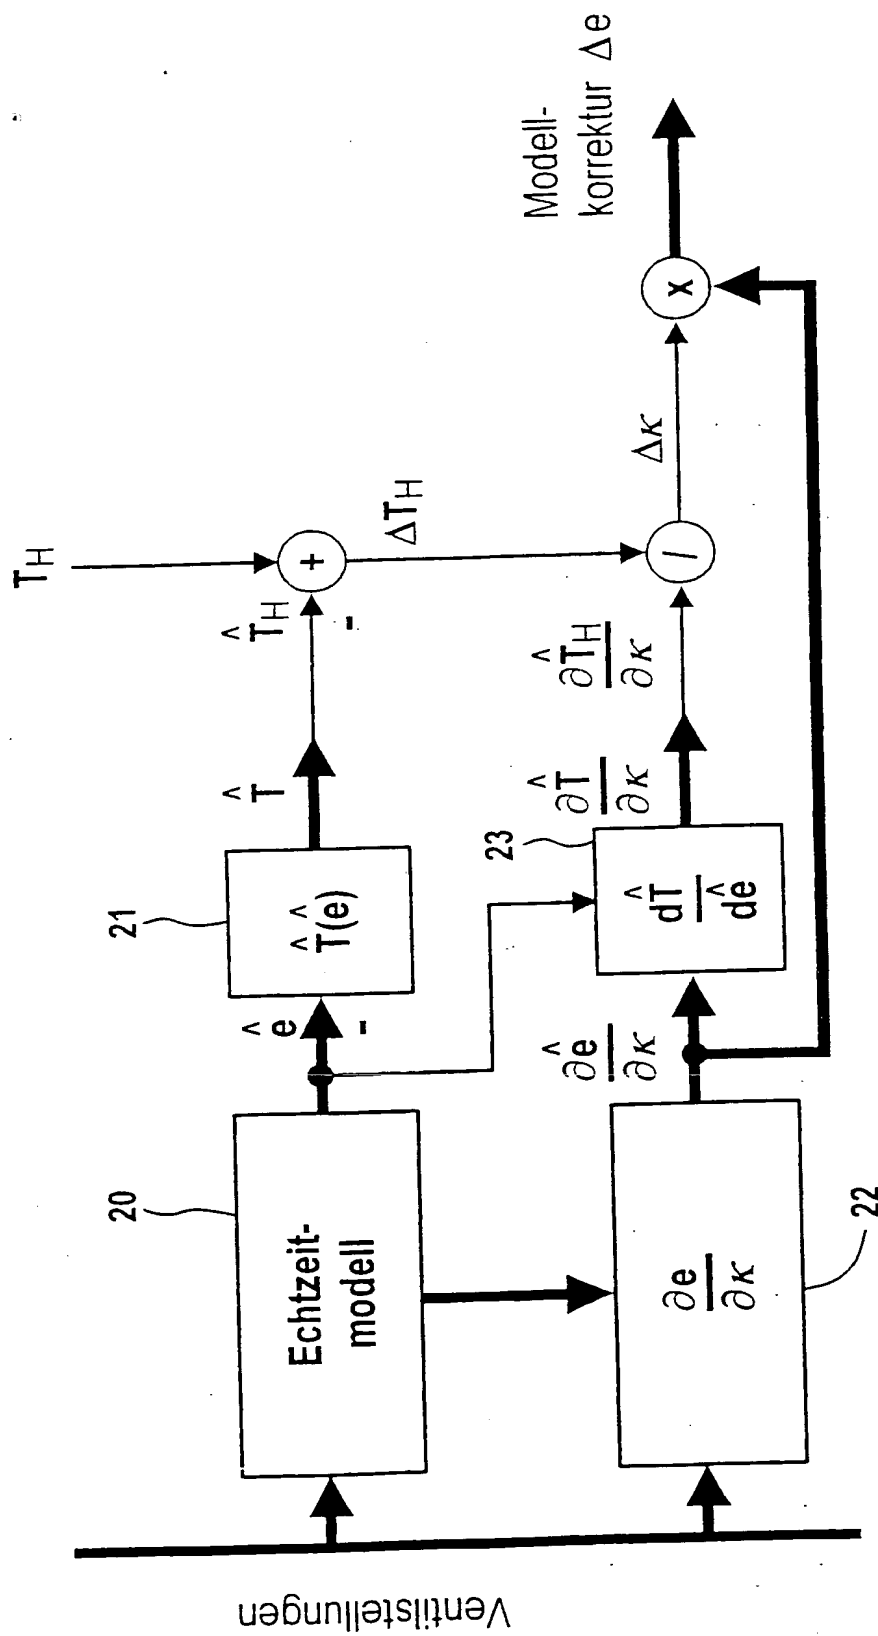 Ventilstellungen
20
Echtzeit-
modell
ê
-
21
T̂(ê)
T̂
T̂H
-
TH
+
ΔTH
22
∂e/∂κ
∂ê/∂κ
23
dT̂/dê
∂T̂/∂κ
∂T̂H/∂κ
/
Δκ
x
Modell-
korrektur Δe